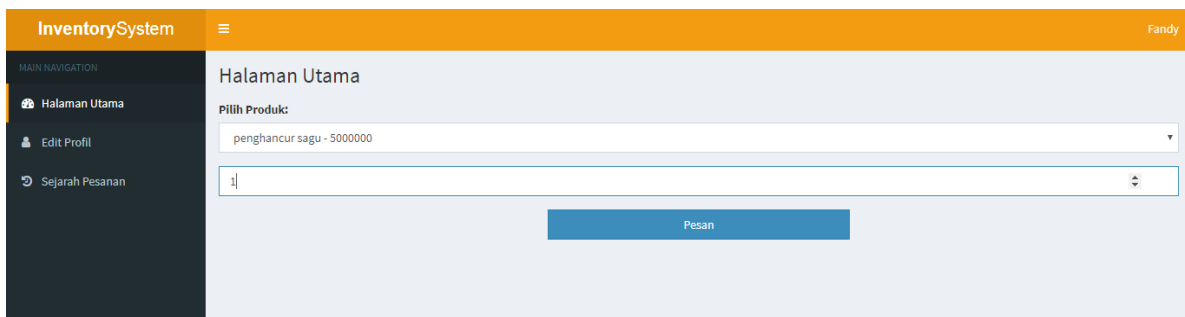 InventorySystem
Fandy
MAIN NAVIGATION
Halaman Utama
Edit Profil
Sejarah Pesanan
Halaman Utama
Pilih Produk:
penghancur sagu - 5000000
1
Pesan